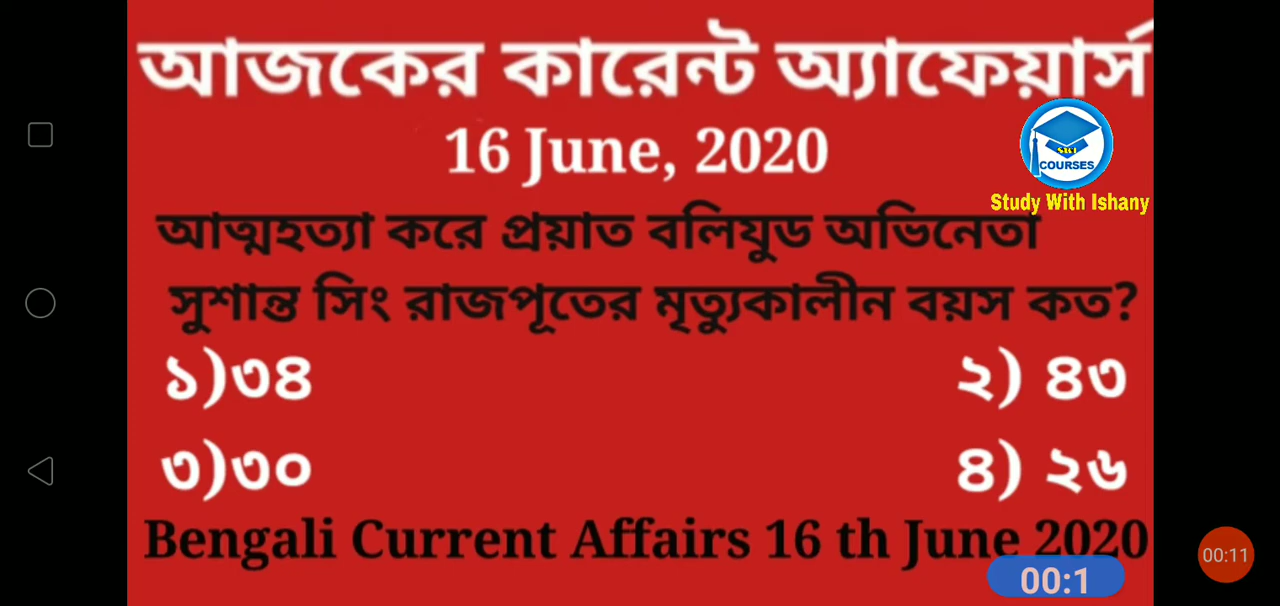 আজকের কারেন্ট অ্যাফেয়ার্স
16 June, 2020
COURSES
Study With Ishany
আত্মহত্যা করে প্রয়াত বলিযুড অভিনেতা
সুশান্ত সিং রাজপূতের মৃত্যুকালীন বয়স কত?
১)৩৪ ২) ৪৩
৩)৩০ ৪) ২৬
Bengali Current Affairs 16 th June 2020
00:1
00:11